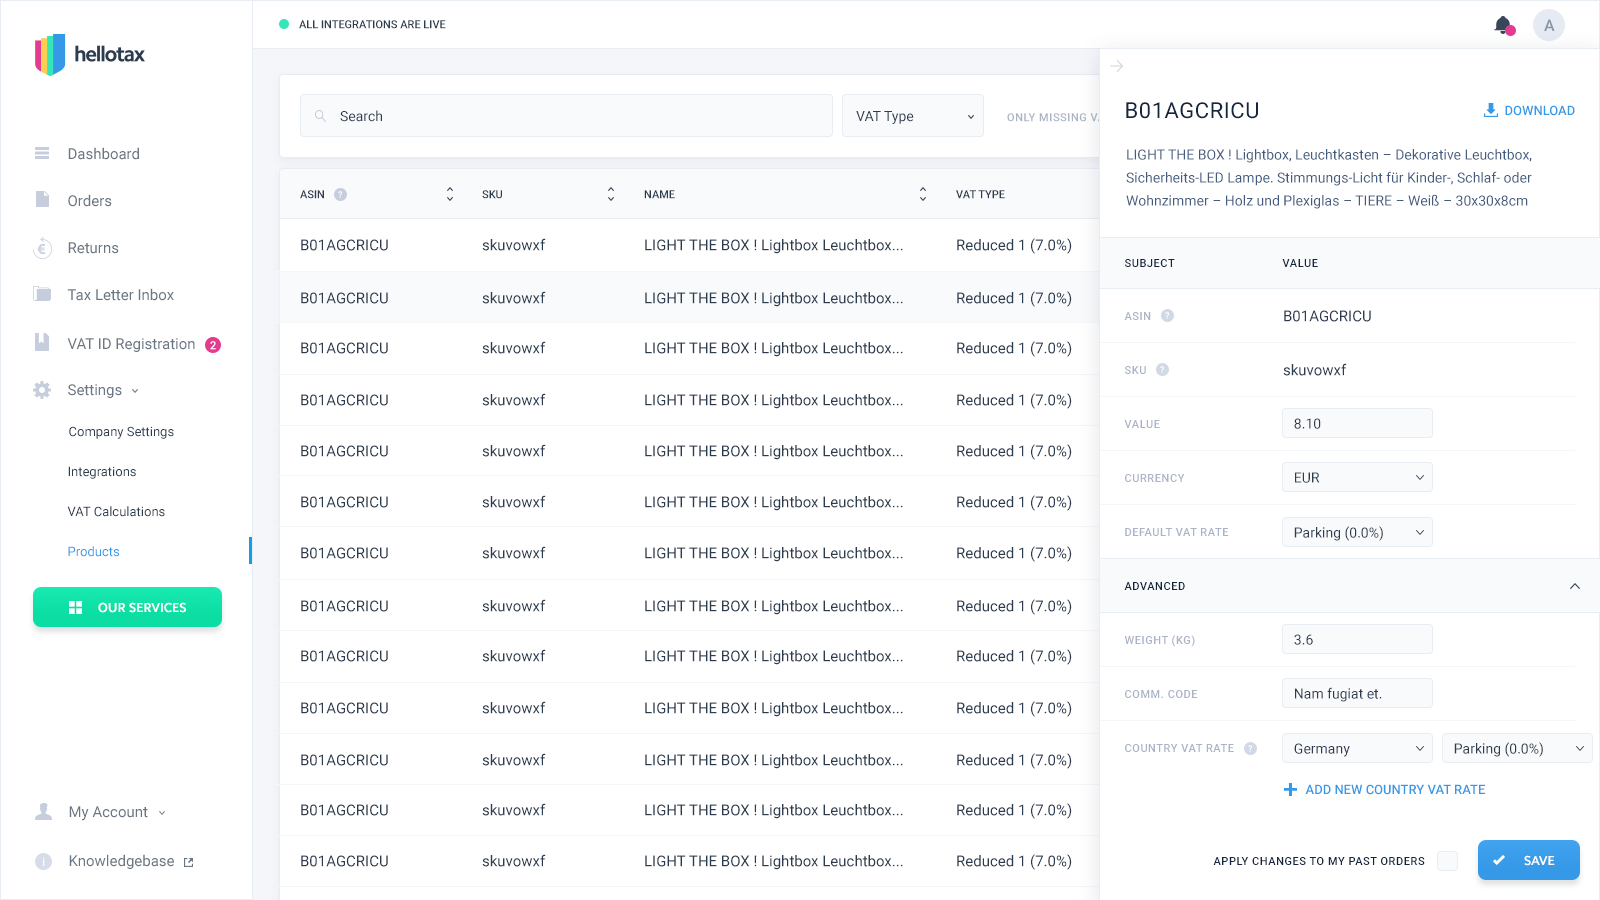 ALL INTEGRATIONS ARE LIVE
A
hellotax
Dashboard
Orders
Returns
Tax Letter Inbox
VAT ID Registration 2
Settings
Company Settings
Integrations
VAT Calculations
Products
OUR SERVICES
My Account
Knowledgebase
Search
VAT Type
ONLY MISSING
ASIN ? SKU NAME VAT TYPE
B01AGCRICU skuvowxf LIGHT THE BOX ! Lightbox Leuchtbox... Reduced 1 (7.0%)
B01AGCRICU skuvowxf LIGHT THE BOX ! Lightbox Leuchtbox... Reduced 1 (7.0%)
B01AGCRICU skuvowxf LIGHT THE BOX ! Lightbox Leuchtbox... Reduced 1 (7.0%)
B01AGCRICU skuvowxf LIGHT THE BOX ! Lightbox Leuchtbox... Reduced 1 (7.0%)
B01AGCRICU skuvowxf LIGHT THE BOX ! Lightbox Leuchtbox... Reduced 1 (7.0%)
B01AGCRICU skuvowxf LIGHT THE BOX ! Lightbox Leuchtbox... Reduced 1 (7.0%)
B01AGCRICU skuvowxf LIGHT THE BOX ! Lightbox Leuchtbox... Reduced 1 (7.0%)
B01AGCRICU skuvowxf LIGHT THE BOX ! Lightbox Leuchtbox... Reduced 1 (7.0%)
B01AGCRICU skuvowxf LIGHT THE BOX ! Lightbox Leuchtbox... Reduced 1 (7.0%)
B01AGCRICU skuvowxf LIGHT THE BOX ! Lightbox Leuchtbox... Reduced 1 (7.0%)
B01AGCRICU skuvowxf LIGHT THE BOX ! Lightbox Leuchtbox... Reduced 1 (7.0%)
B01AGCRICU skuvowxf LIGHT THE BOX ! Lightbox Leuchtbox... Reduced 1 (7.0%)
B01AGCRICU skuvowxf LIGHT THE BOX ! Lightbox Leuchtbox... Reduced 1 (7.0%)
B01AGCRICU
DOWNLOAD
LIGHT THE BOX ! Lightbox, Leuchtkasten – Dekorative Leuchtbox,
Sicherheits-LED Lampe. Stimmungs-Licht für Kinder-, Schlaf- oder
Wohnzimmer – Holz und Plexiglas – TIERE – Weiß – 30x30x8cm
SUBJECT VALUE
ASIN ? B01AGCRICU
SKU ? skuvowxf
VALUE 8.10
CURRENCY EUR
DEFAULT VAT RATE Parking (0.0%)
ADVANCED
WEIGHT (KG) 3.6
COMM. CODE Nam fugiat et.
COUNTRY VAT RATE ? Germany Parking (0.0%)
ADD NEW COUNTRY VAT RATE
APPLY CHANGES TO MY PAST ORDERS
SAVE